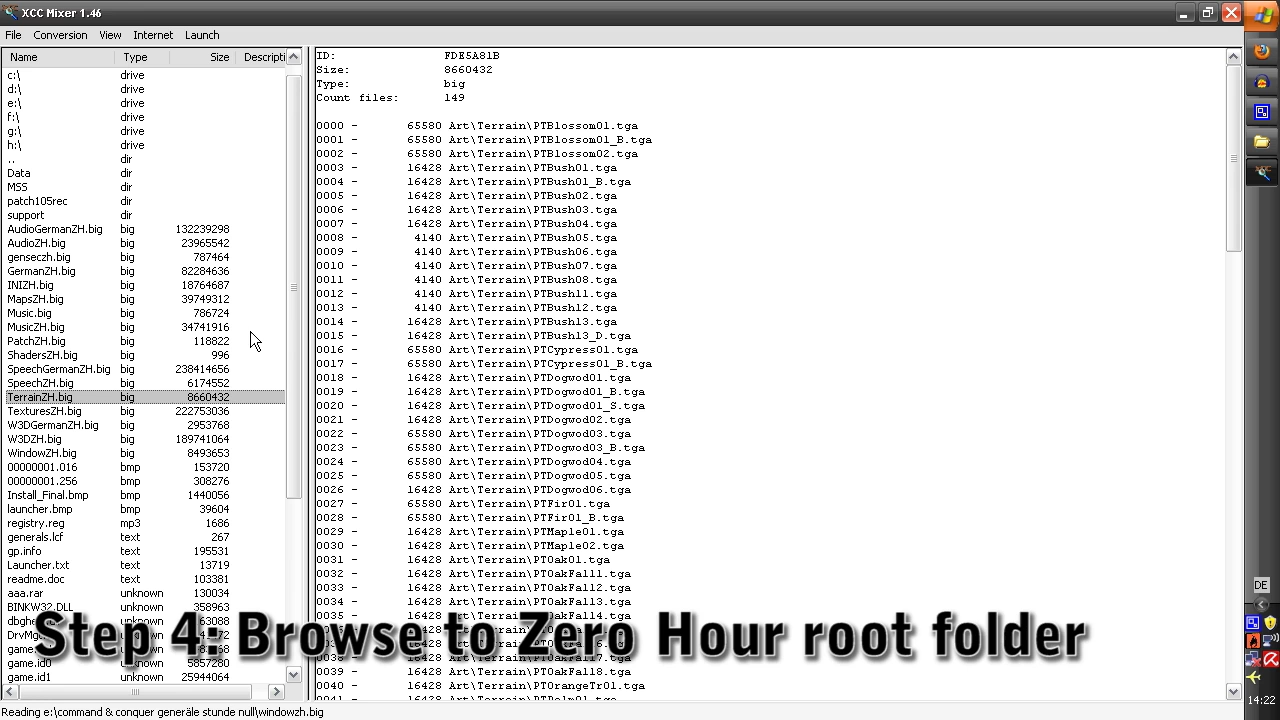 XCC Mixer 1.46
File Conversion View Internet Launch
Name Type Size Descripti
c:\ drive
d:\ drive
e:\ drive
f:\ drive
g:\ drive
h:\ drive
.. dir
Data dir
MSS dir
patch105rec dir
support dir
AudioGermanZH.big big 132239298
AudioZH.big big 23965542
genseczh.big big 787464
GermanZH.big big 82284636
INIZH.big big 18764687
MapsZH.big big 39749312
Music.big big 786724
MusicZH.big big 34741916
PatchZH.big big 118822
ShadersZH.big big 996
SpeechGermanZH.big big 238414656
SpeechZH.big big 6174552
TerrainZH.big big 8660432
TexturesZH.big big 222753036
W3DGermanZH.big big 2953768
W3DZH.big big 189741064
WindowZH.big big 8493653
00000001.016 bmp 153720
00000001.256 bmp 308276
Install_Final.bmp bmp 1440056
launcher.bmp bmp 39604
registry.reg mp3 1686
generals.lcf text 267
gp.info text 195531
Launcher.txt text 13719
readme.doc text 103381
aaa.rar unknown 130034
BINKW32.DLL unknown 358963
game.id0 unknown 5857280
game.id1 unknown 25944064
ID: FDE5A81B
Size: 8660432
Type: big
Count files: 149
0000 - 65580 Art\Terrain\PTBlossom01.tga
0001 - 65580 Art\Terrain\PTBlossom01_B.tga
0002 - 65580 Art\Terrain\PTBlossom02.tga
0003 - 16428 Art\Terrain\PTBush01.tga
0004 - 16428 Art\Terrain\PTBush01_B.tga
0005 - 16428 Art\Terrain\PTBush02.tga
0006 - 16428 Art\Terrain\PTBush03.tga
0007 - 16428 Art\Terrain\PTBush04.tga
0008 - 4140 Art\Terrain\PTBush05.tga
0009 - 4140 Art\Terrain\PTBush06.tga
0010 - 4140 Art\Terrain\PTBush07.tga
0011 - 4140 Art\Terrain\PTBush08.tga
0012 - 4140 Art\Terrain\PTBush11.tga
0013 - 4140 Art\Terrain\PTBush12.tga
0014 - 16428 Art\Terrain\PTBush13.tga
0015 - 16428 Art\Terrain\PTBush13_D.tga
0016 - 65580 Art\Terrain\PTCypress01.tga
0017 - 65580 Art\Terrain\PTCypress01_B.tga
0018 - 16428 Art\Terrain\PTDogwod01.tga
0019 - 16428 Art\Terrain\PTDogwod01_B.tga
0020 - 16428 Art\Terrain\PTDogwod01_S.tga
0021 - 16428 Art\Terrain\PTDogwod02.tga
0022 - 65580 Art\Terrain\PTDogwod03.tga
0023 - 65580 Art\Terrain\PTDogwod03_B.tga
0024 - 65580 Art\Terrain\PTDogwod04.tga
0025 - 65580 Art\Terrain\PTDogwod05.tga
0026 - 16428 Art\Terrain\PTDogwod06.tga
0027 - 65580 Art\Terrain\PTFir01.tga
0028 - 65580 Art\Terrain\PTFir01_B.tga
0029 - 16428 Art\Terrain\PTMaple01.tga
0030 - 16428 Art\Terrain\PTMaple02.tga
0031 - 16428 Art\Terrain\PTOak01.tga
0032 - 16428 Art\Terrain\PTOakFall1.tga
0033 - 16428 Art\Terrain\PTOakFall2.tga
0034 - 16428 Art\Terrain\PTOakFall3.tga
0035 - 16428 Art\Terrain\PTOakFall4.tga
0039 - 16428 Art\Terrain\PTOakFall8.tga
0040 - 16428 Art\Terrain\PTOrangeTr01.tga
Step 4: Browse to Zero Hour root folder
Reading e:\command & conquer generäle stunde null\windowzh.big
DE
14:22